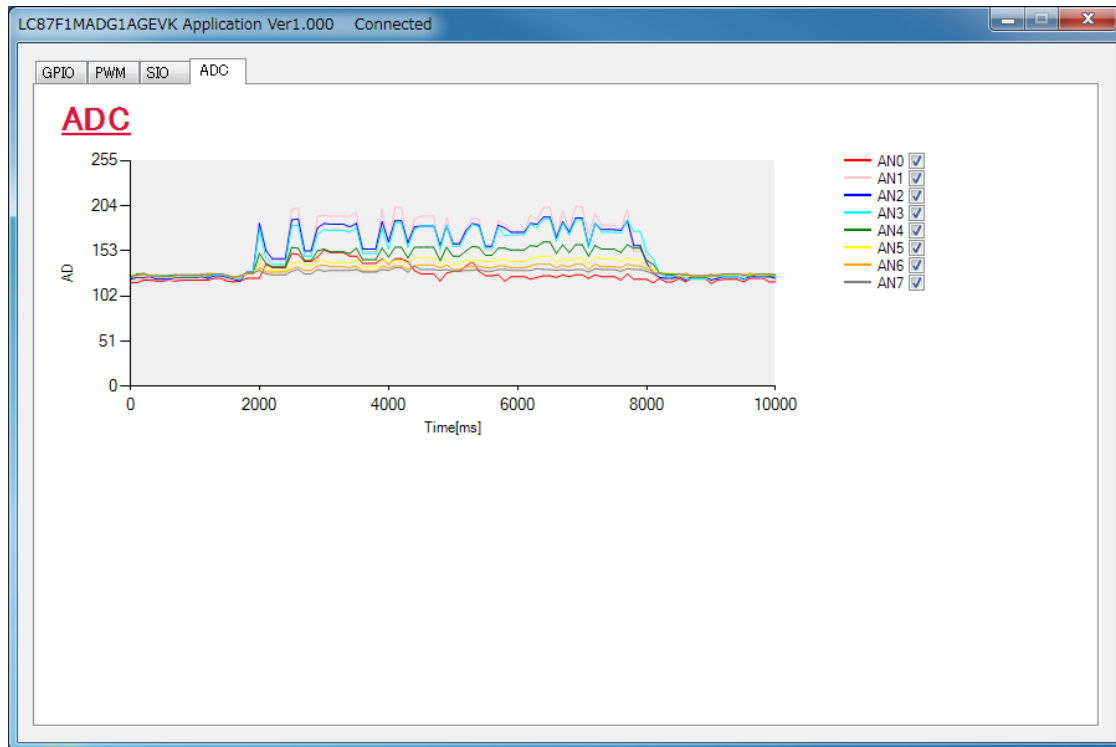 LC87F1MADG1AGEVK Application Ver1.000 Connected
GPIO PWM SIO ADC
ADC
255
204
153
102
51
0
AD
0 2000 4000 6000 8000 10000
Time[ms]
AN0
AN1
AN2
AN3
AN4
AN5
AN6
AN7